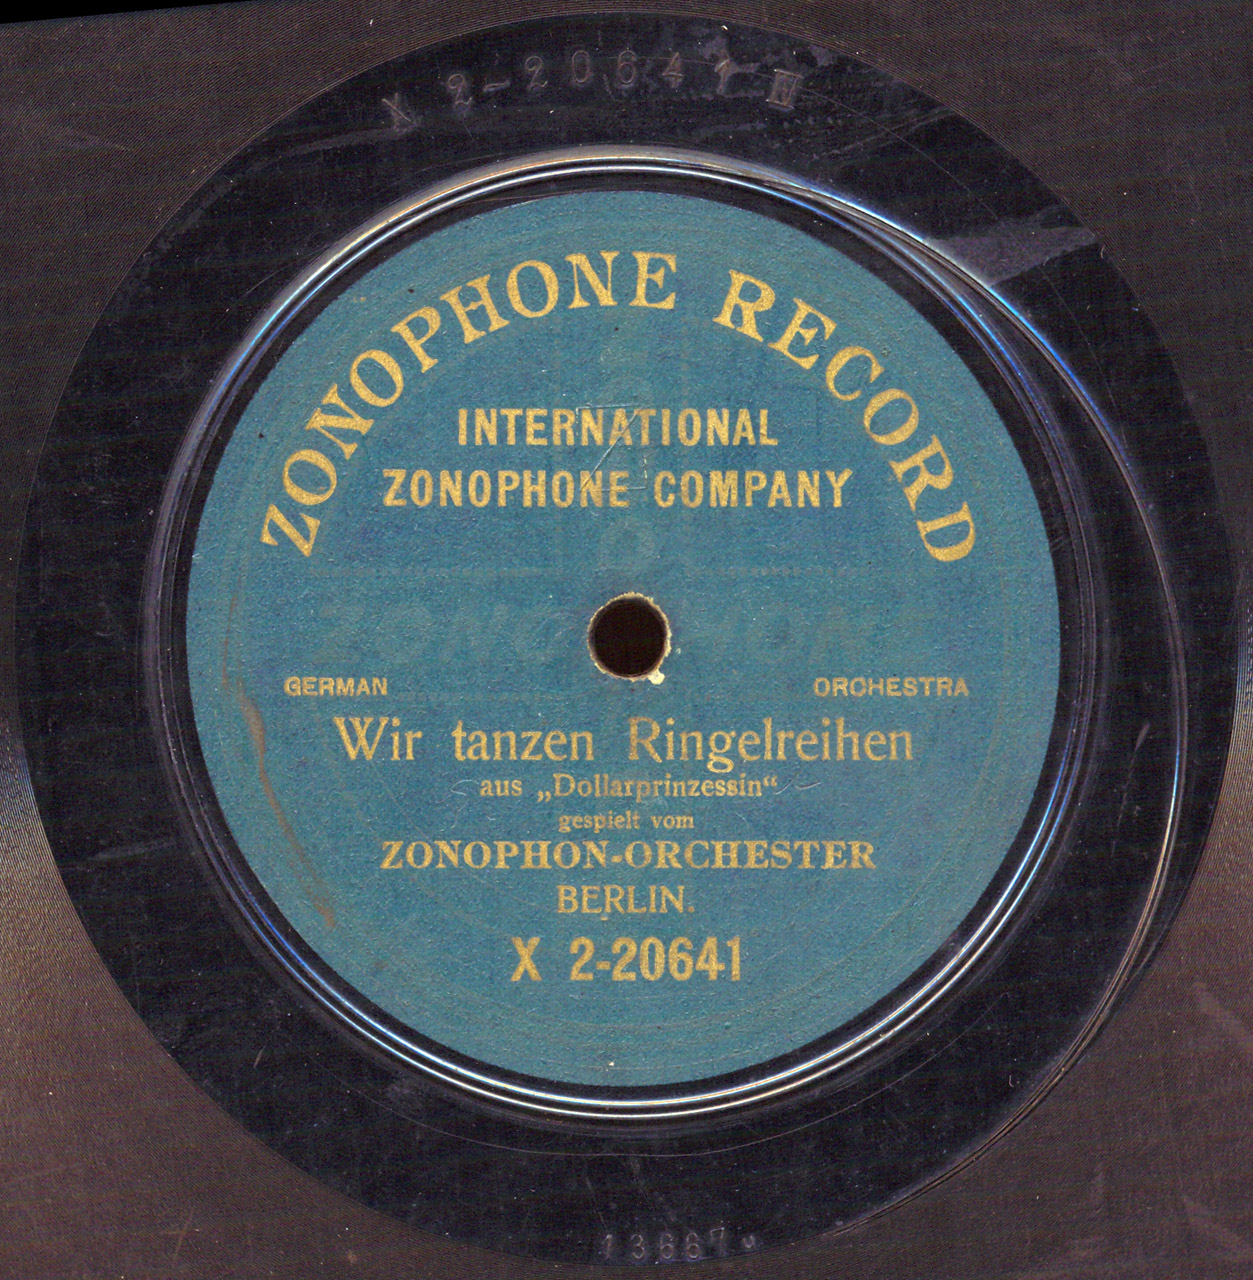 X 2-20641
ZONOPHONE RECORD
INTERNATIONAL
ZONOPHONE COMPANY
GERMAN ORCHESTRA
Wir tanzen Ringelreihen
aus „Dollarprinzessin“
gespielt vom
ZONOPHON-ORCHESTER
BERLIN.
X 2-20641